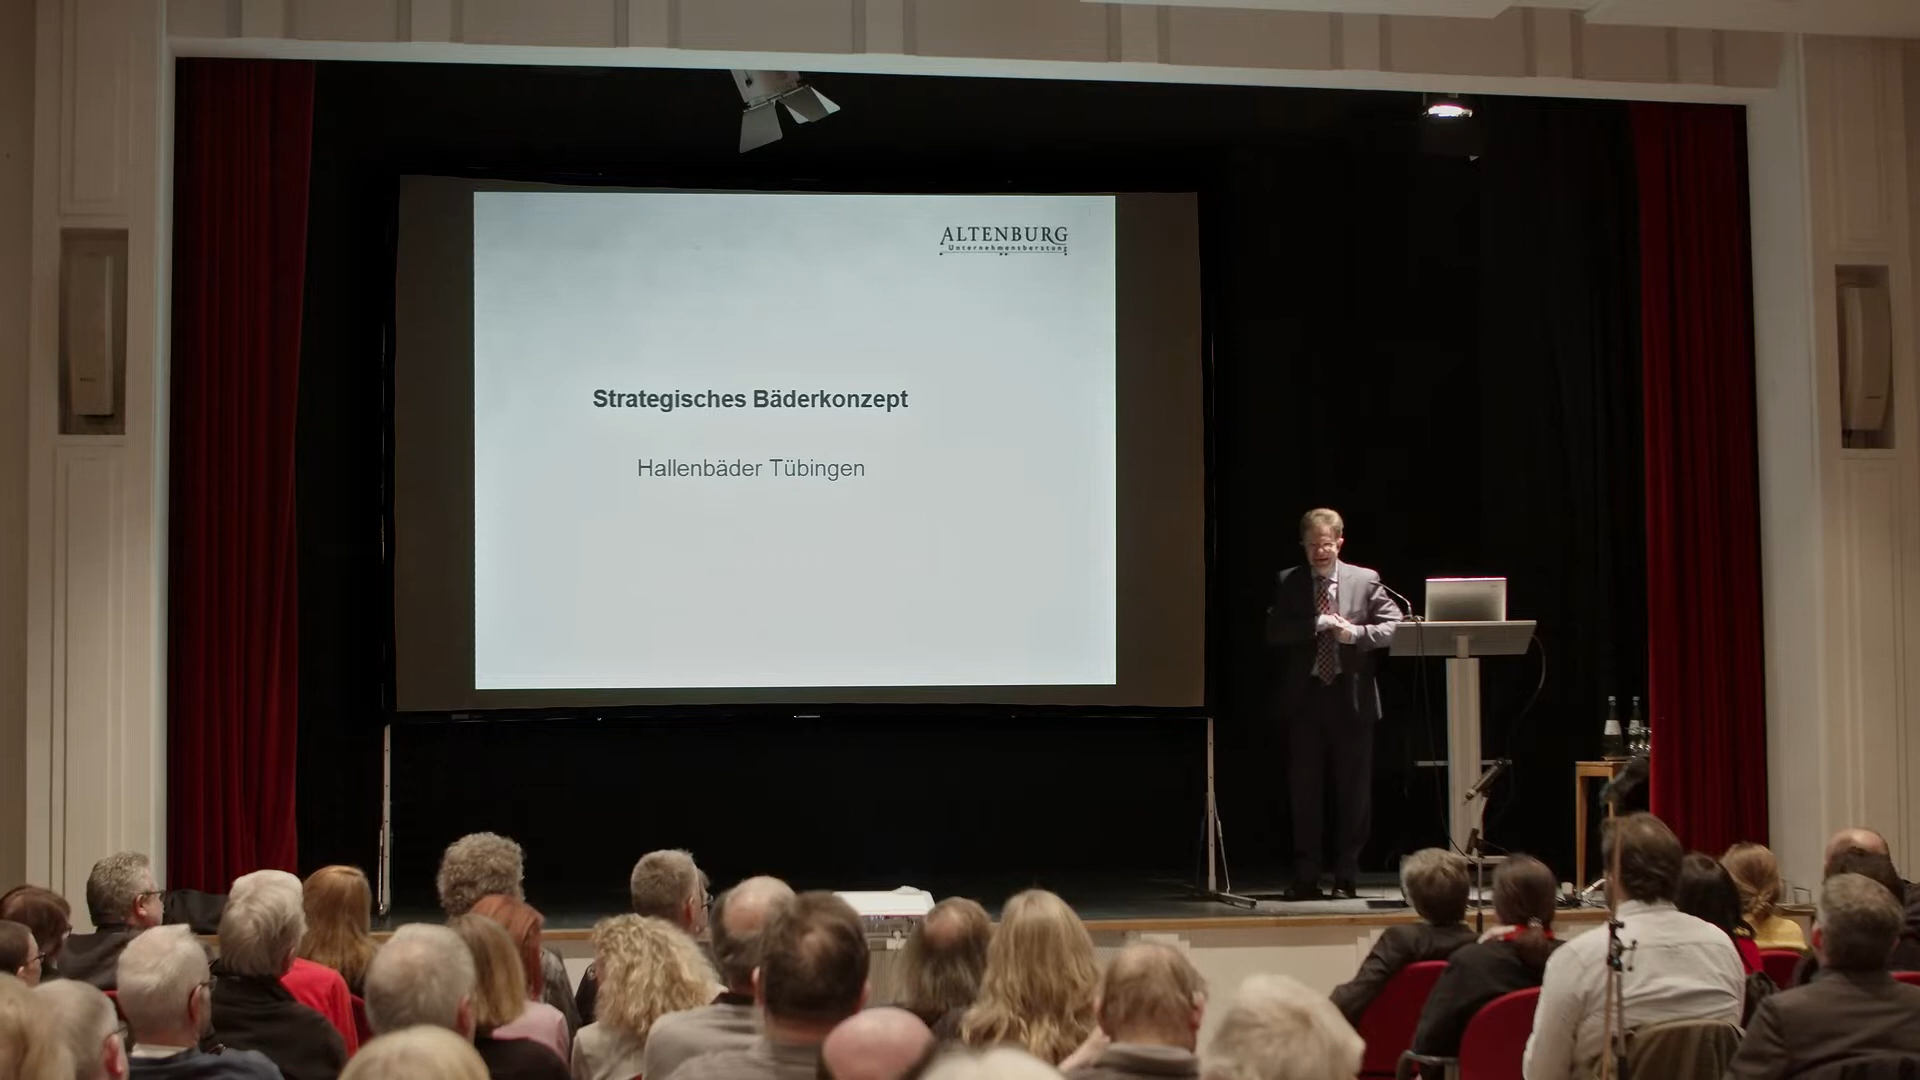 ALTENBURG
Unternehmensberatung
Strategisches Bäderkonzept
Hallenbäder Tübingen